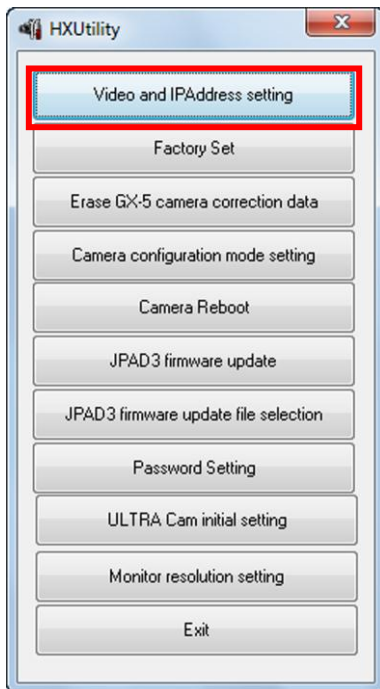 HXUtility
Video and IPAddress setting
Factory Set
Erase GX-5 camera correction data
Camera configuration mode setting
Camera Reboot
JPAD3 firmware update
JPAD3 firmware update file selection
Password Setting
ULTRA Cam initial setting
Monitor resolution setting
Exit